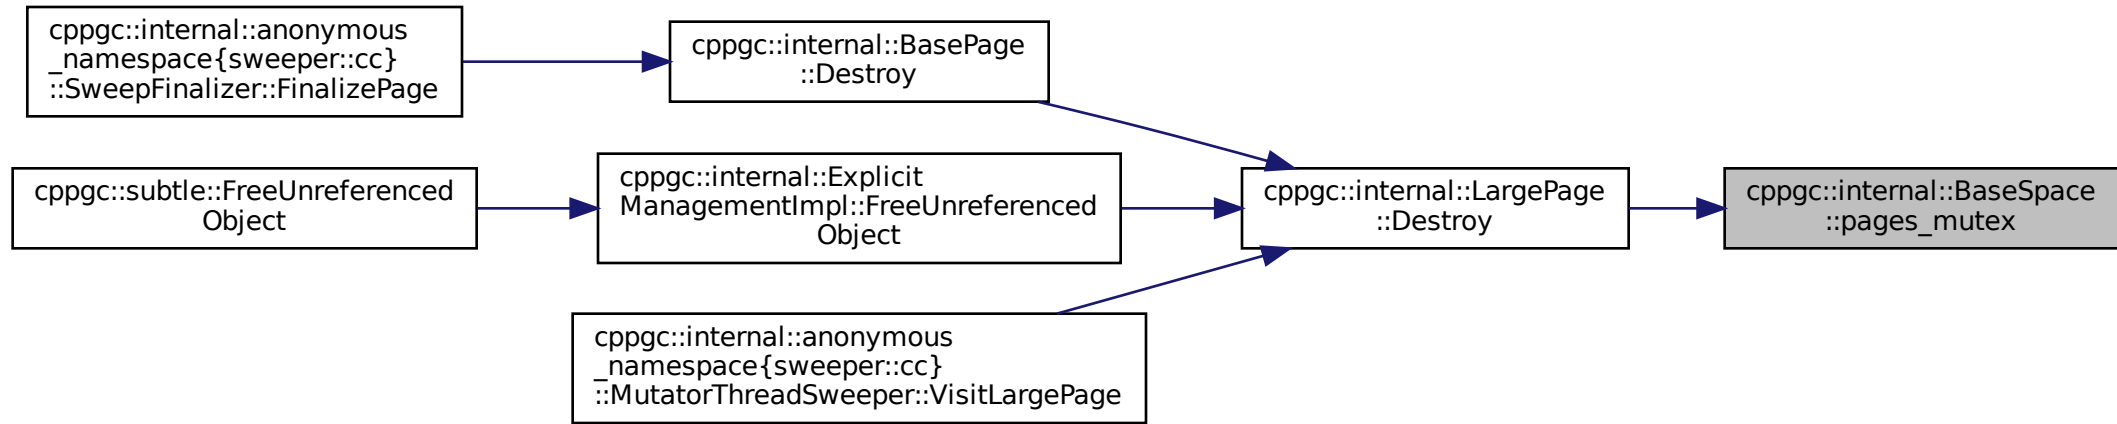 cppgc::internal::anonymous
_namespace{sweeper::cc}
::SweepFinalizer::FinalizePage
cppgc::internal::BasePage
::Destroy
cppgc::subtle::FreeUnreferenced
Object
cppgc::internal::Explicit
ManagementImpl::FreeUnreferenced
Object
cppgc::internal::LargePage
::Destroy
cppgc::internal::BaseSpace
::pages_mutex
cppgc::internal::anonymous
_namespace{sweeper::cc}
::MutatorThreadSweeper::VisitLargePage